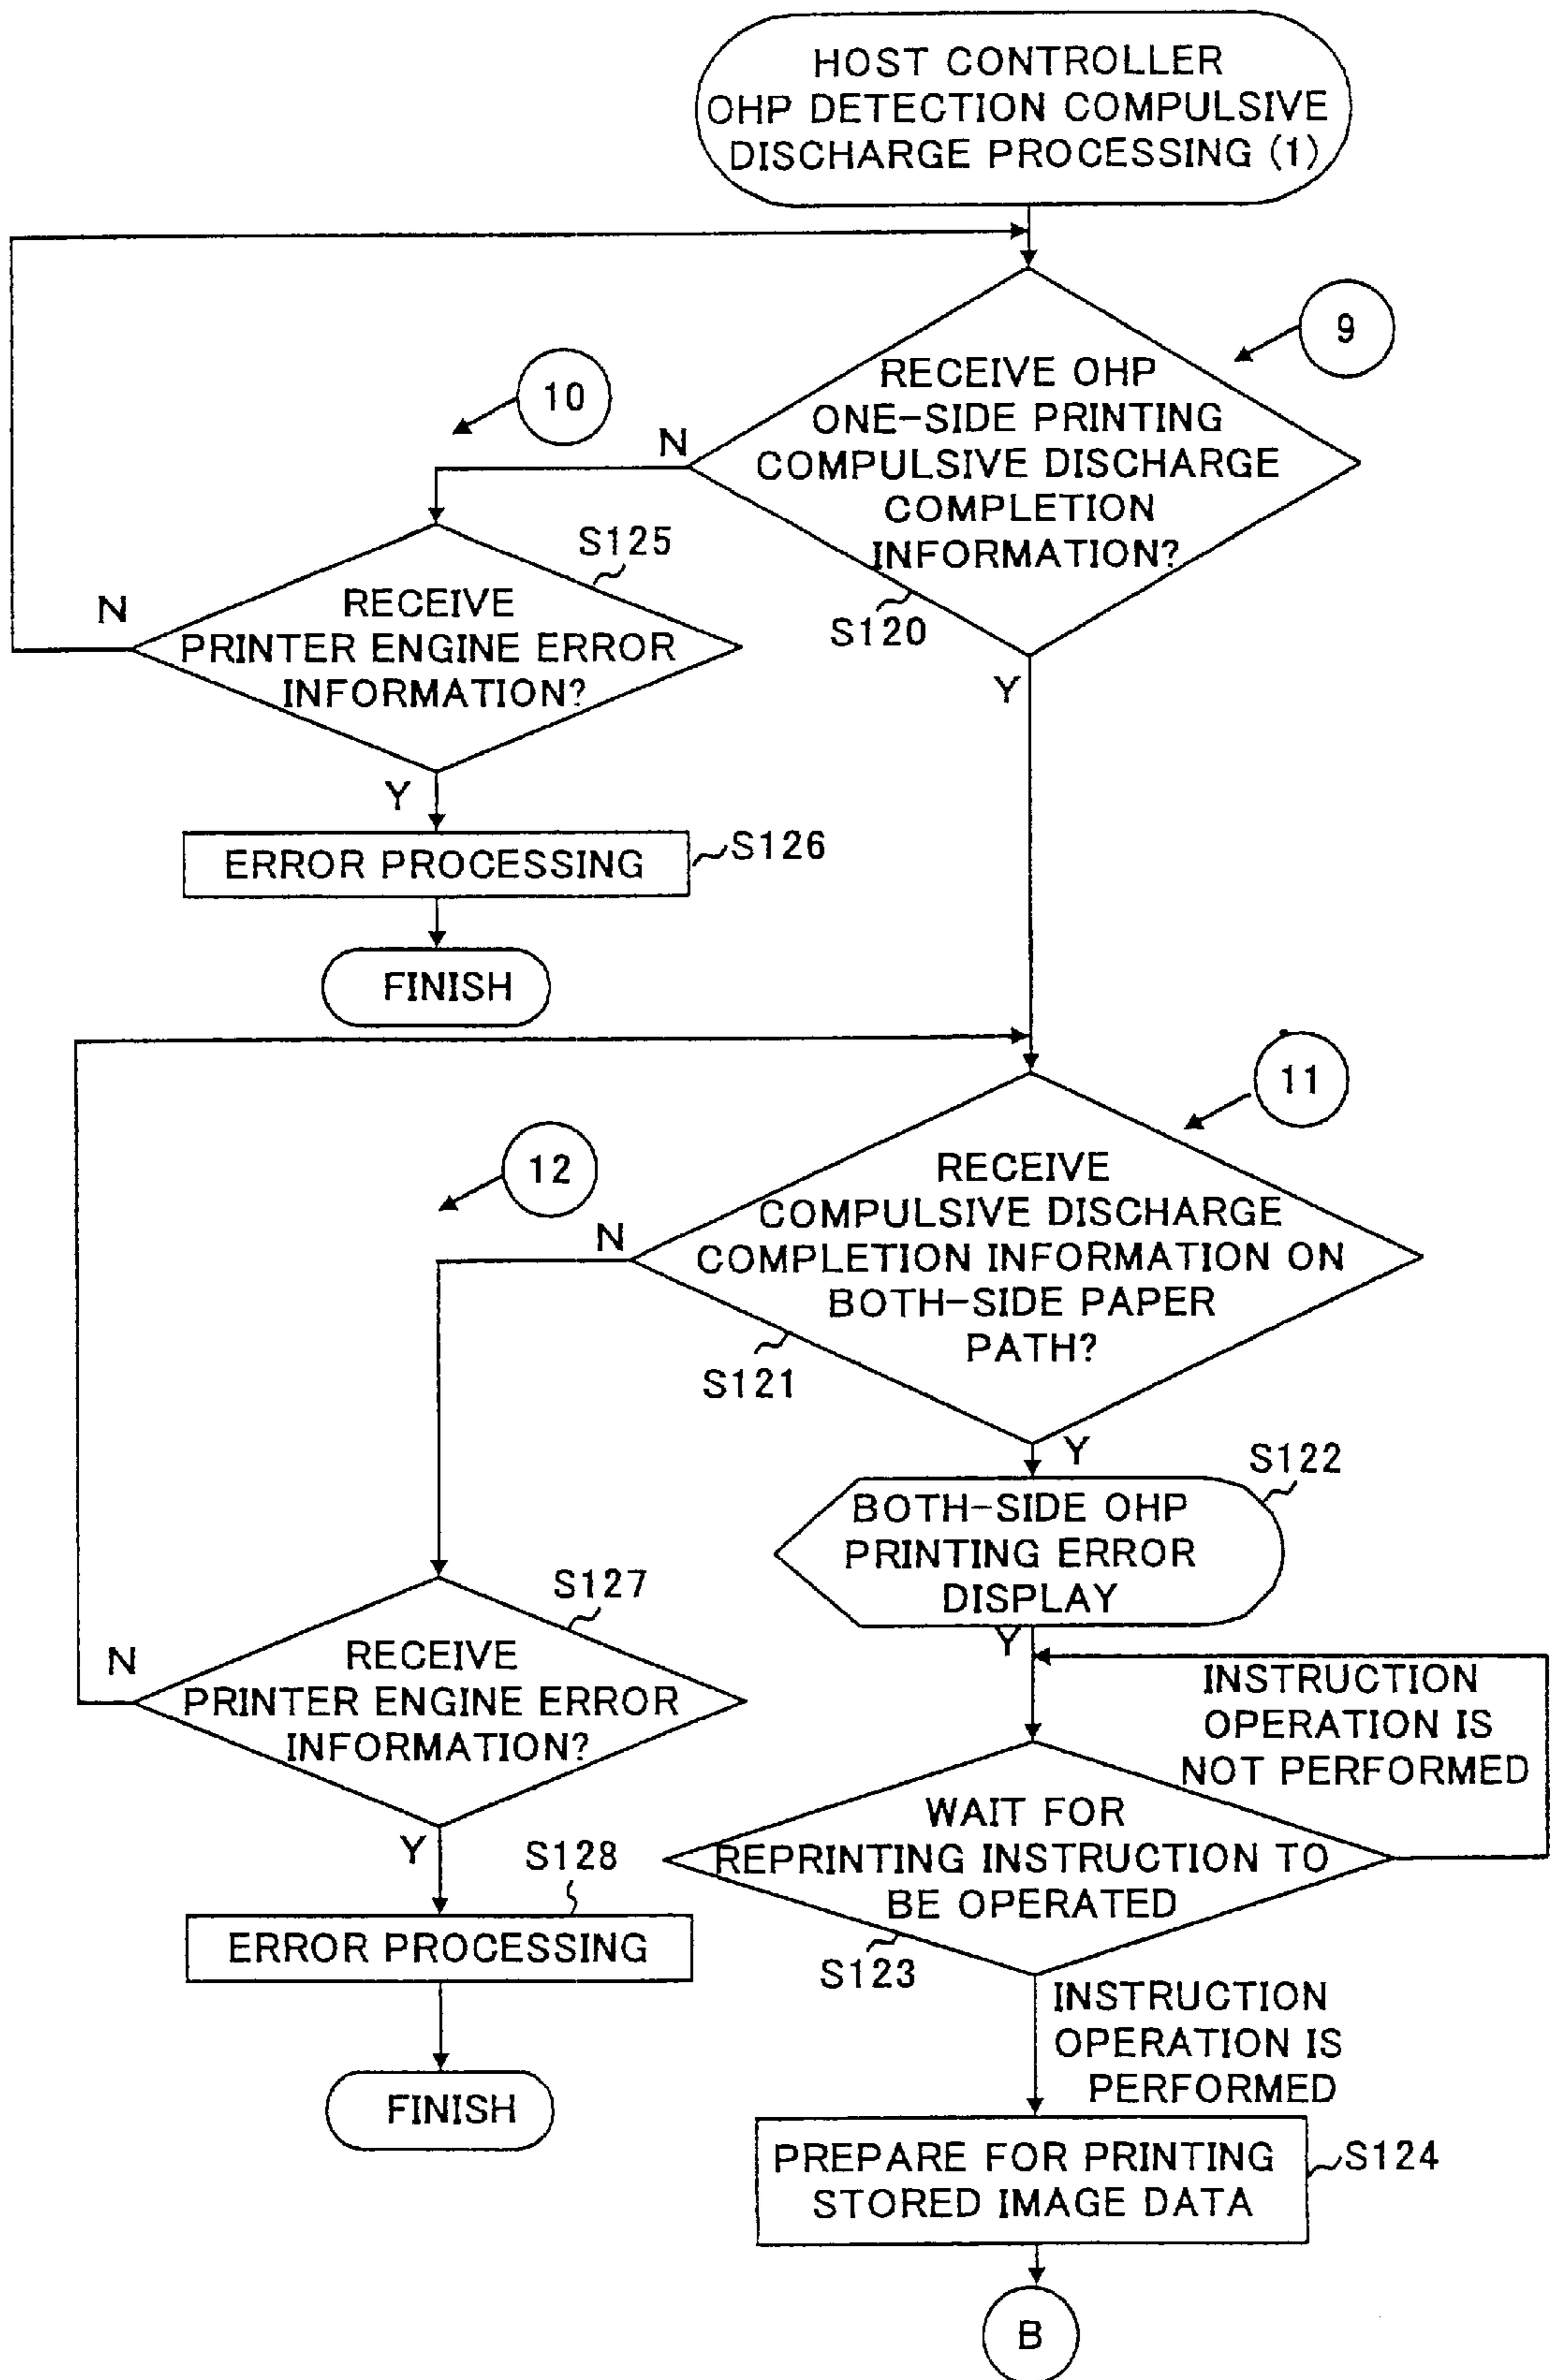 HOST CONTROLLER
OHP DETECTION COMPULSIVE
DISCHARGE PROCESSING (1)
9
RECEIVE OHP
ONE-SIDE PRINTING
COMPULSIVE DISCHARGE
COMPLETION
INFORMATION?
S120
N
Y
10
S125
RECEIVE
PRINTER ENGINE ERROR
INFORMATION?
N
Y
ERROR PROCESSING
S126
FINISH
11
RECEIVE
COMPULSIVE DISCHARGE
COMPLETION INFORMATION ON
BOTH-SIDE PAPER
PATH?
S121
N
Y
12
S122
BOTH-SIDE OHP
PRINTING ERROR
DISPLAY
Y
S127
RECEIVE
PRINTER ENGINE ERROR
INFORMATION?
N
Y
S128
ERROR PROCESSING
FINISH
INSTRUCTION
OPERATION IS
NOT PERFORMED
WAIT FOR
REPRINTING INSTRUCTION TO
BE OPERATED
S123
INSTRUCTION
OPERATION IS
PERFORMED
PREPARE FOR PRINTING
STORED IMAGE DATA
S124
B